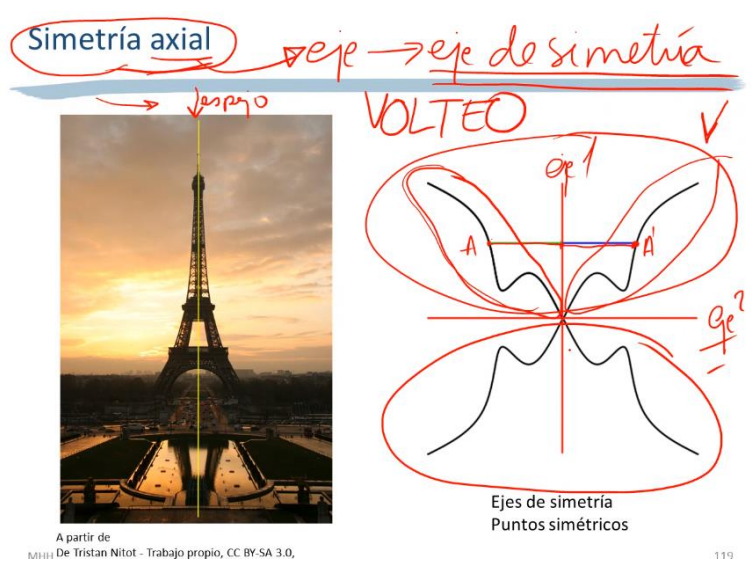 Simetría axial
eje → eje de simetría
espejo
VOLTEO
eje 1
A
A'
eje 2
Ejes de simetría
Puntos simétricos
A partir de
MHH De Tristan Nitot - Trabajo propio, CC BY-SA 3.0,
119